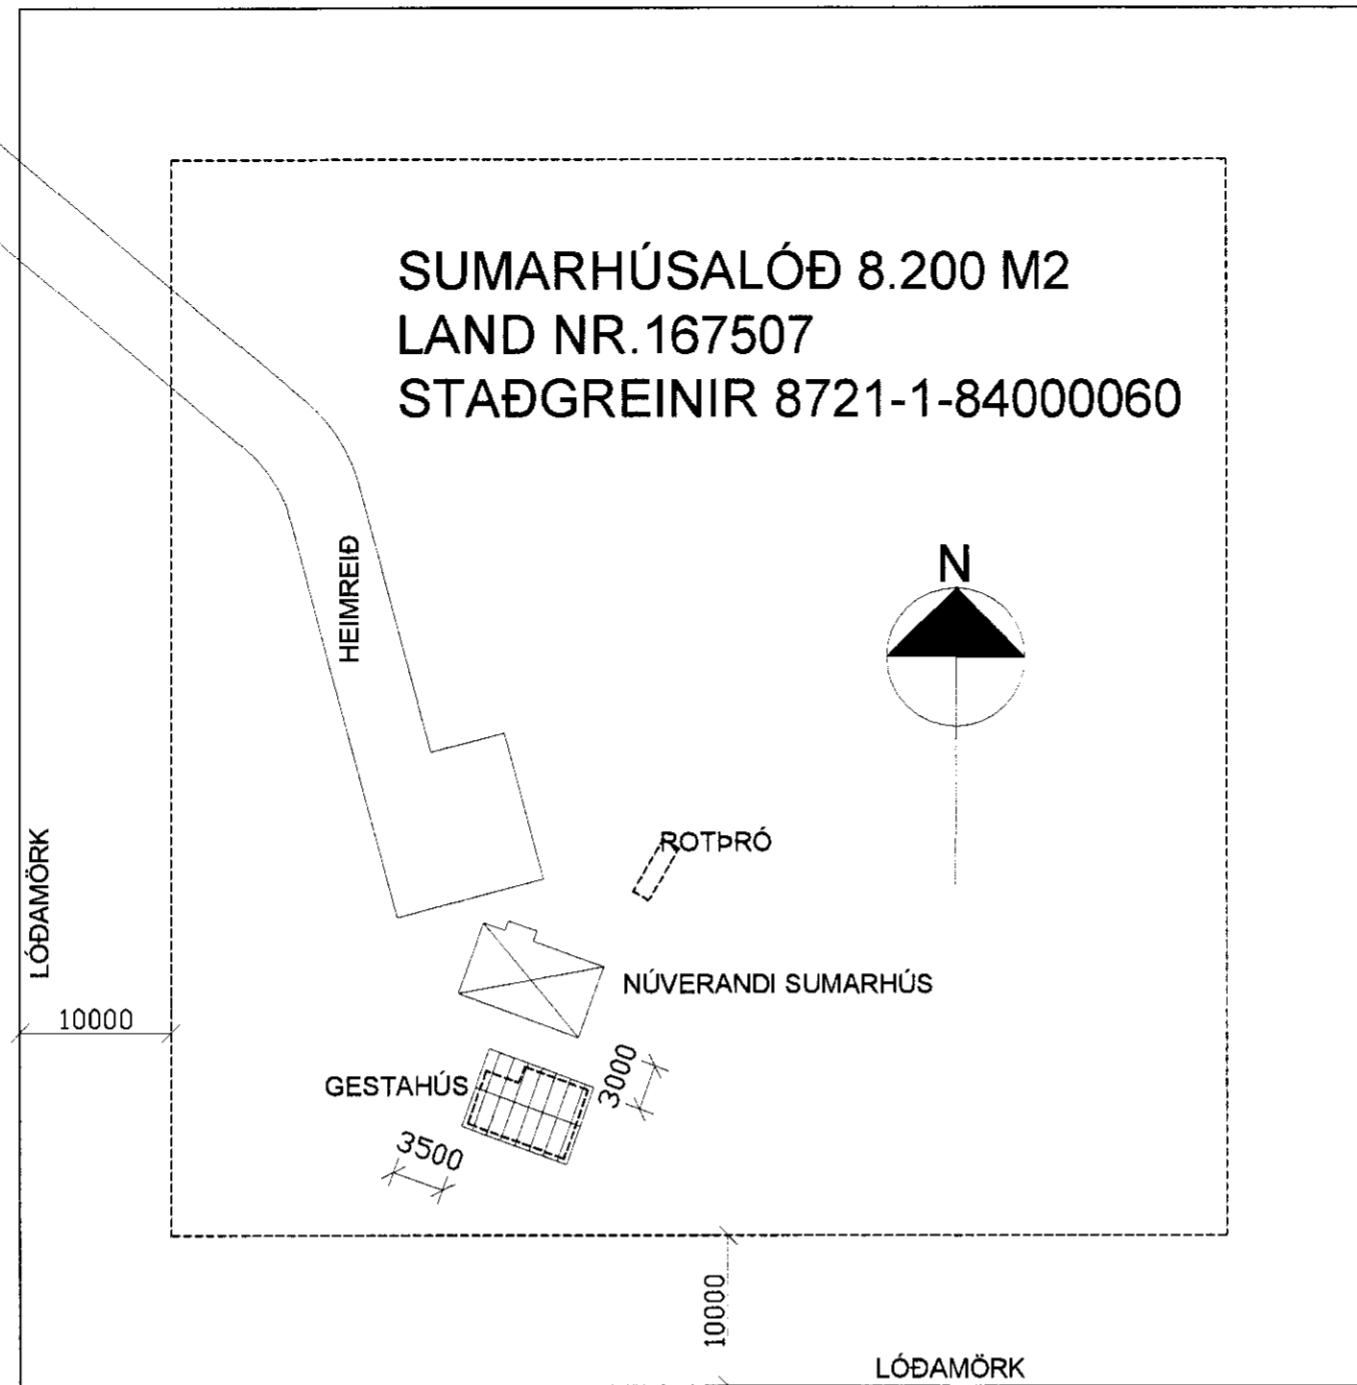 SUMARHÚSALÓÐ 8.200 M2
LAND NR.167507
STAÐGREINIR 8721-1-84000060
N
HEIMREIÐ
ROTÞRÓ
LÓÐAMÖRK
NÚVERANDI SUMARHÚS
10000
GESTAHÚS
3000
3500
10000
LÓÐAMÖRK